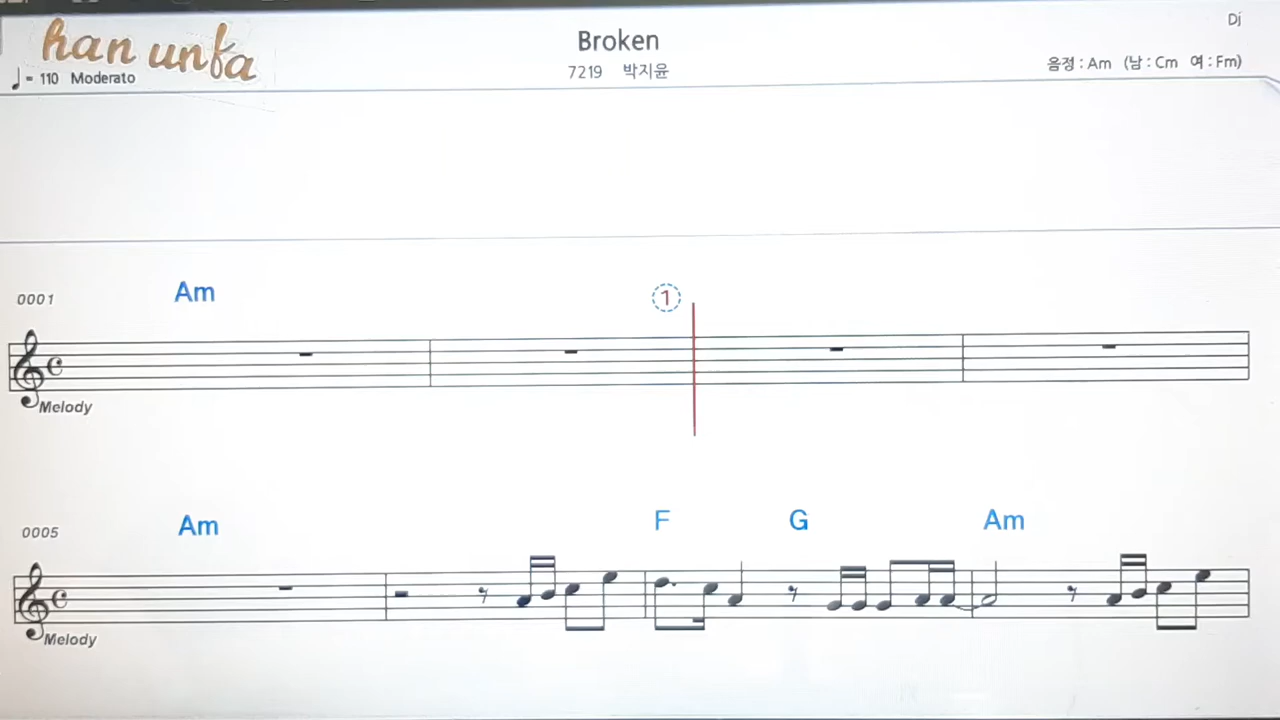 Dj
han unfa
Broken
♩= 110 Moderato
7219 박지윤
음정 : Am (남 : Cm 여 : Fm)
0001 Am 1
Melody
0005 Am F G Am
Melody